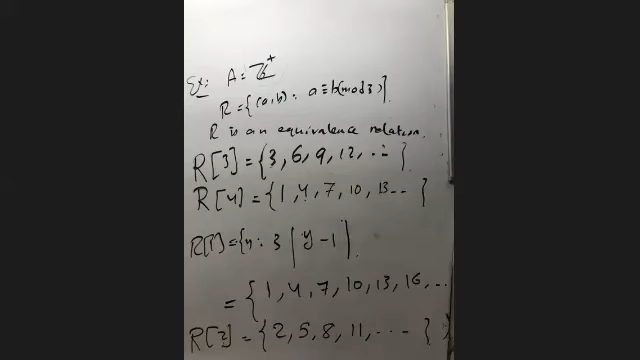 Ex: A = ℤ⁺
R = {(a,b): a ≡ b(mod 3)}
R is an equivalence relation.
R[3] = {3, 6, 9, 12, ...}
R[4] = {1, 4, 7, 10, 13...}
R[1] = {y: 3 | y - 1}
= {1, 4, 7, 10, 13, 16, ...
R[2] = {2, 5, 8, 11, ....}